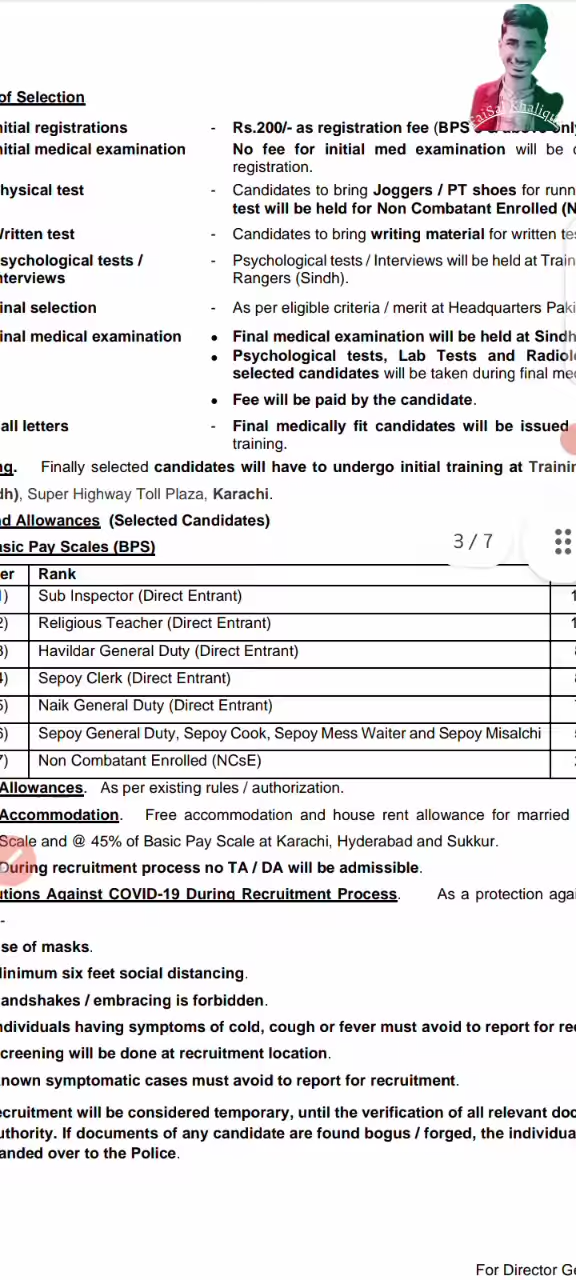 of Selection
nitial registrations - Rs.200/- as registration fee (BPS
nitial medical examination No fee for initial med examination will be
registration.
hysical test - Candidates to bring Joggers / PT shoes for runn
test will be held for Non Combatant Enrolled (N
Written test - Candidates to bring writing material for written te
sychological tests / - Psychological tests / Interviews will be held at Train
nterviews Rangers (Sindh).
inal selection - As per eligible criteria / merit at Headquarters Paki
inal medical examination • Final medical examination will be held at Sindh
• Psychological tests, Lab Tests and Radiol
selected candidates will be taken during final me
• Fee will be paid by the candidate.
all letters - Final medically fit candidates will be issued
training.
ng. Finally selected candidates will have to undergo initial training at Trainin
dh), Super Highway Toll Plaza, Karachi.
nd Allowances (Selected Candidates)
asic Pay Scales (BPS)
3 / 7
er Rank
1) Sub Inspector (Direct Entrant) 1
2) Religious Teacher (Direct Entrant) 1
3) Havildar General Duty (Direct Entrant)
4) Sepoy Clerk (Direct Entrant)
5) Naik General Duty (Direct Entrant)
6) Sepoy General Duty, Sepoy Cook, Sepoy Mess Waiter and Sepoy Misalchi
7) Non Combatant Enrolled (NCsE)
Allowances. As per existing rules / authorization.
Accommodation. Free accommodation and house rent allowance for married
Scale and @ 45% of Basic Pay Scale at Karachi, Hyderabad and Sukkur.
During recruitment process no TA / DA will be admissible.
utions Against COVID-19 During Recruitment Process. As a protection agai
-
se of masks.
Minimum six feet social distancing.
andshakes / embracing is forbidden.
ndividuals having symptoms of cold, cough or fever must avoid to report for re
creening will be done at recruitment location.
nown symptomatic cases must avoid to report for recruitment.
ecruitment will be considered temporary, until the verification of all relevant doc
uthority. If documents of any candidate are found bogus / forged, the individua
anded over to the Police.
For Director Ge